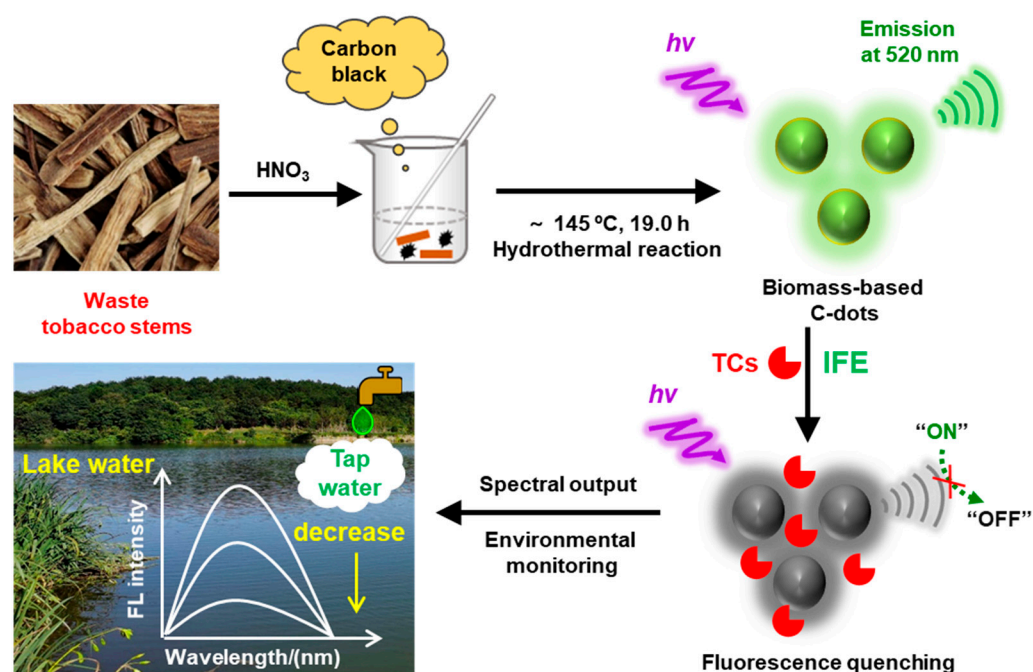 Carbon
black
HNO₃
Waste
tobacco stems
~ 145 ºC, 19.0 h
Hydrothermal reaction
hv
Emission
at 520 nm
Biomass-based
C-dots
TCs
IFE
hv
“ON”
“OFF”
Fluorescence quenching
Spectral output
Environmental
monitoring
Lake water
Tap
water
decrease
FL intensity
Wavelength/(nm)